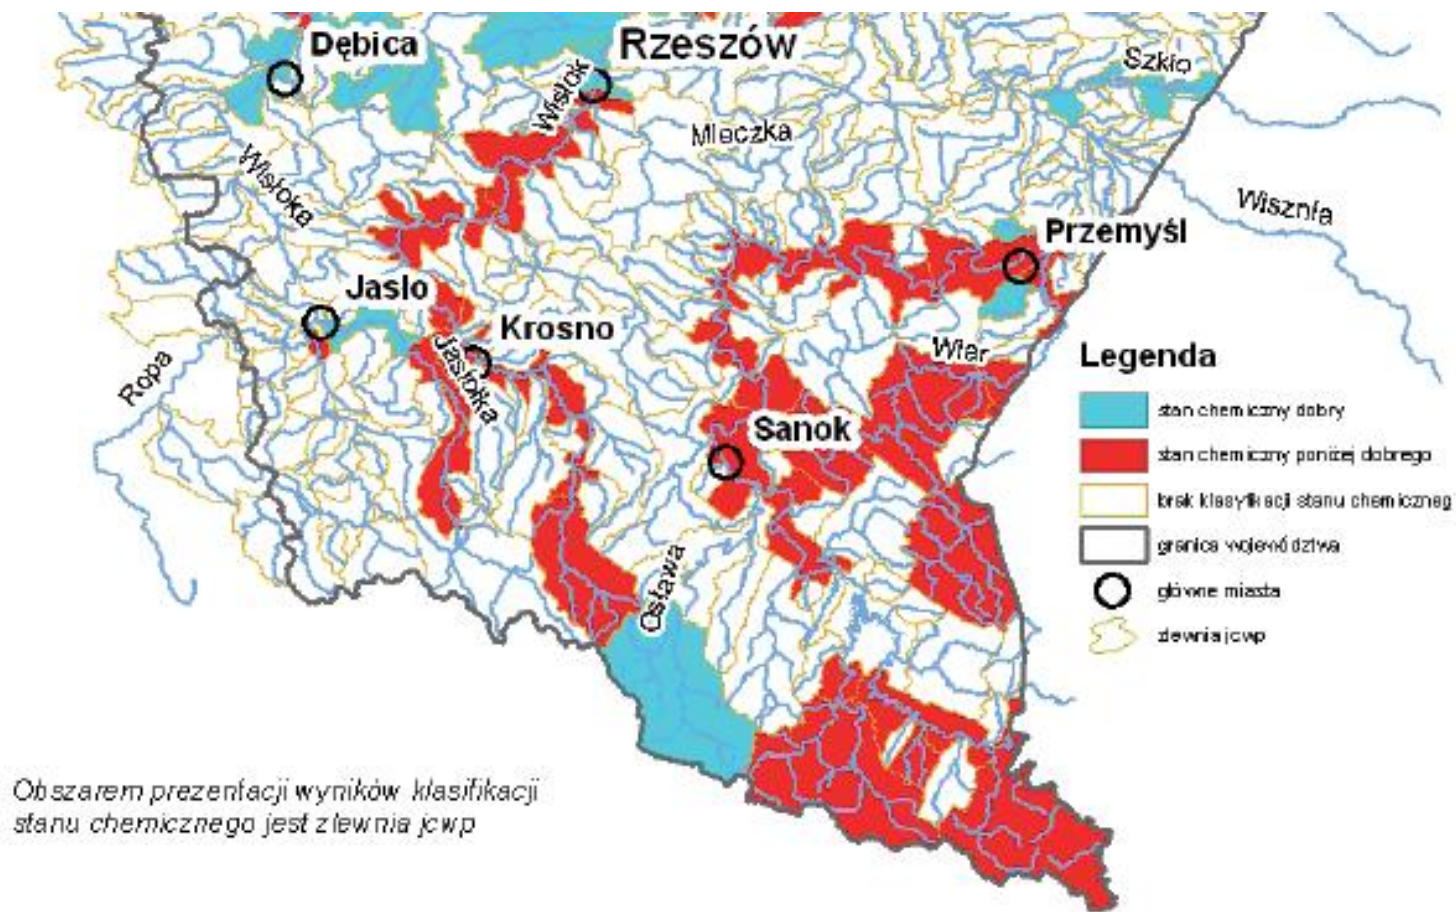 Dębica
Rzeszów
Szkło
Wisłok
Mleczka
Wisłoka
Wisznia
Przemyśl
Jasło
Krosno
Wiar
Ropa
Jasiołka
Sanok
Osława
Legenda
stan chemiczny dobry
stan chemiczny poniżej dobrego
brak klasyfikacji stanu chemiczneg
granica województwa
główne miasta
zlewnia jcwp
Obszarem prezentacji wyników klasifikacji
stanu chemicznego jest zlewnia jcwp